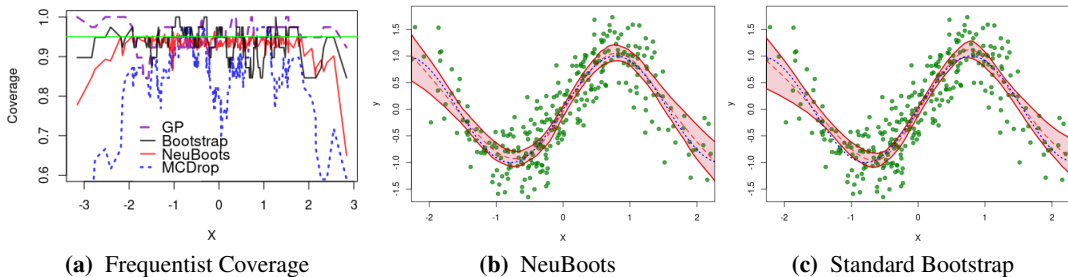 Coverage
1.0
0.9
0.8
0.7
0.6
GP
Bootstrap
NeuBoots
MCDrop
-3 -2 -1 0 1 2 3
X
(a) Frequentist Coverage
y
1.5
1.0
0.5
0.0
-0.5
-1.0
-1.5
-2 -1 0 1 2
X
(b) NeuBoots
y
1.5
1.0
0.5
0.0
-0.5
-1.0
-1.5
-2 -1 0 1 2
X
(c) Standard Bootstrap